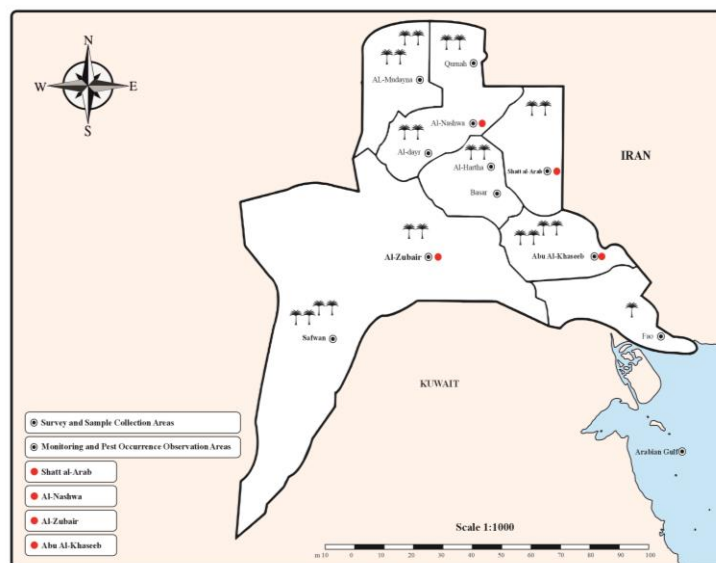 N
W
E
S
AL-Mudayna
Qurnah
Al-Nashwa
Al-dayr
Al-Hartha
Shatt al-Arab
Basar
IRAN
Al-Zubair
Abu Al-Khaseeb
Safwan
Fao
KUWAIT
Arabian Gulf
Survey and Sample Collection Areas
Monitoring and Pest Occurrence Observation Areas
Shatt al-Arab
Al-Nashwa
Al-Zubair
Abu Al-Khaseeb
Scale 1:1000
m 10 0 10 20 30 40 50 60 70 80 90 100